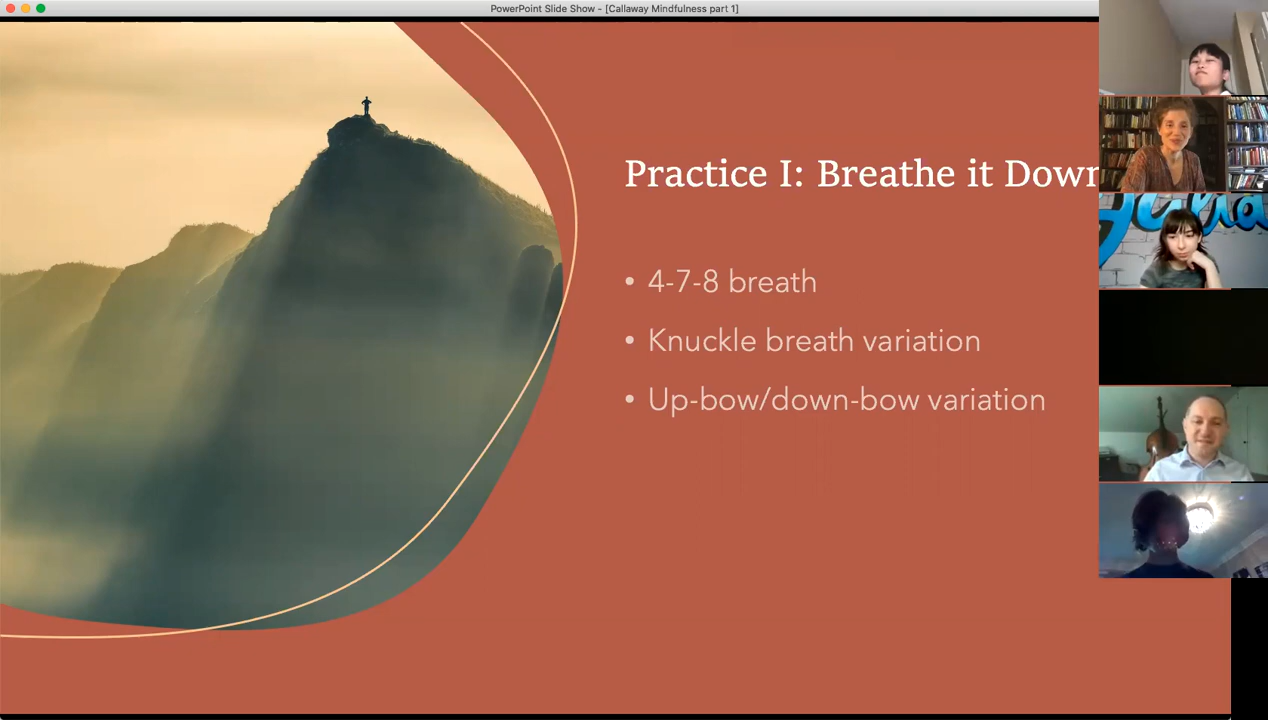 PowerPoint Slide Show - [Callaway Mindfulness part 1]
Practice I: Breathe it Down
• 4-7-8 breath
• Knuckle breath variation
• Up-bow/down-bow variation